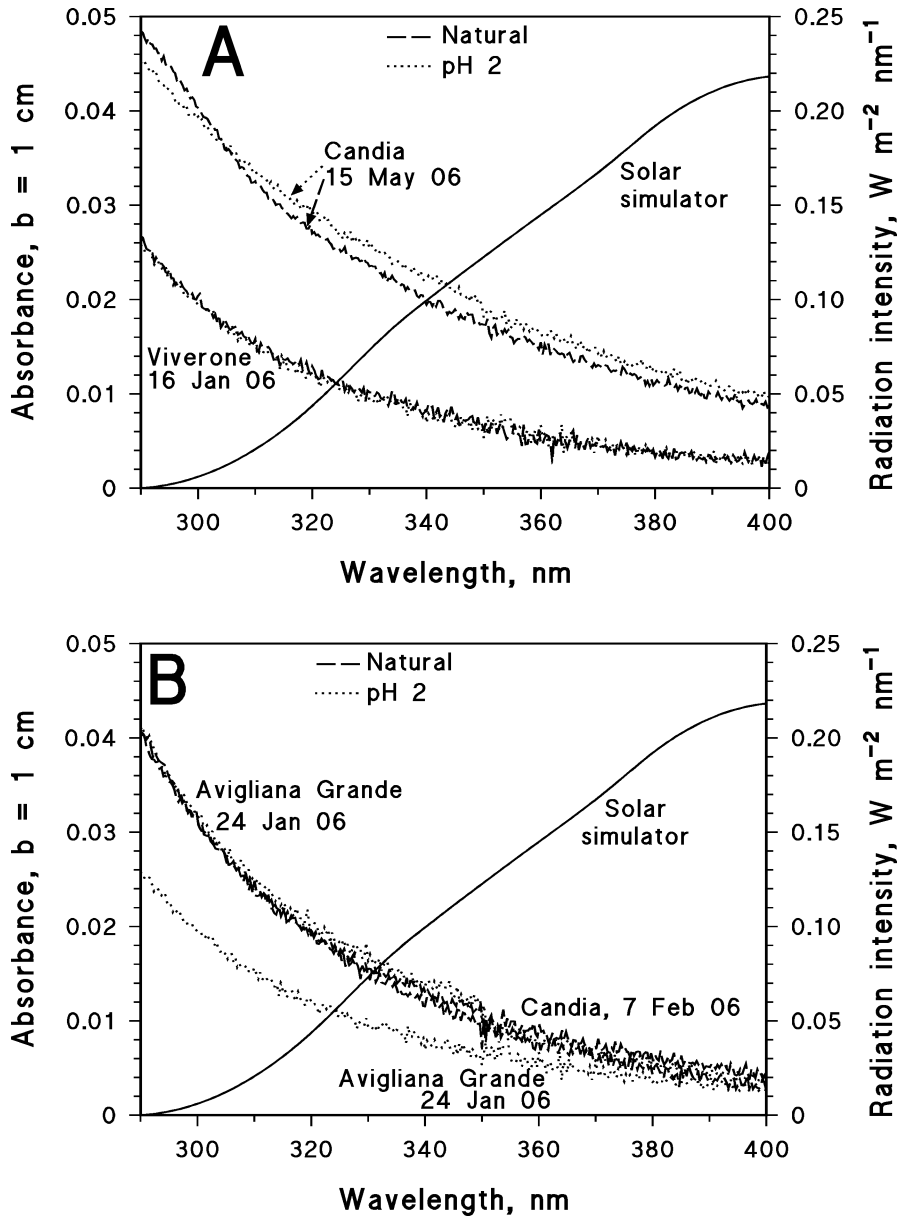 A
Natural
pH 2
Candia
15 May 06
Solar
simulator
Viverone
16 Jan 06
0.05
0.04
0.03
0.02
0.01
0
Absorbance, b = 1 cm
0.25
0.20
0.15
0.10
0.05
0
Radiation intensity, W m⁻² nm⁻¹
300 320 340 360 380 400
Wavelength, nm
B
Natural
pH 2
Avigliana Grande
24 Jan 06
Solar
simulator
Candia, 7 Feb 06
Avigliana Grande
24 Jan 06
0.05
0.04
0.03
0.02
0.01
0
Absorbance, b = 1 cm
0.25
0.20
0.15
0.10
0.05
0
Radiation intensity, W m⁻² nm⁻¹
300 320 340 360 380 400
Wavelength, nm